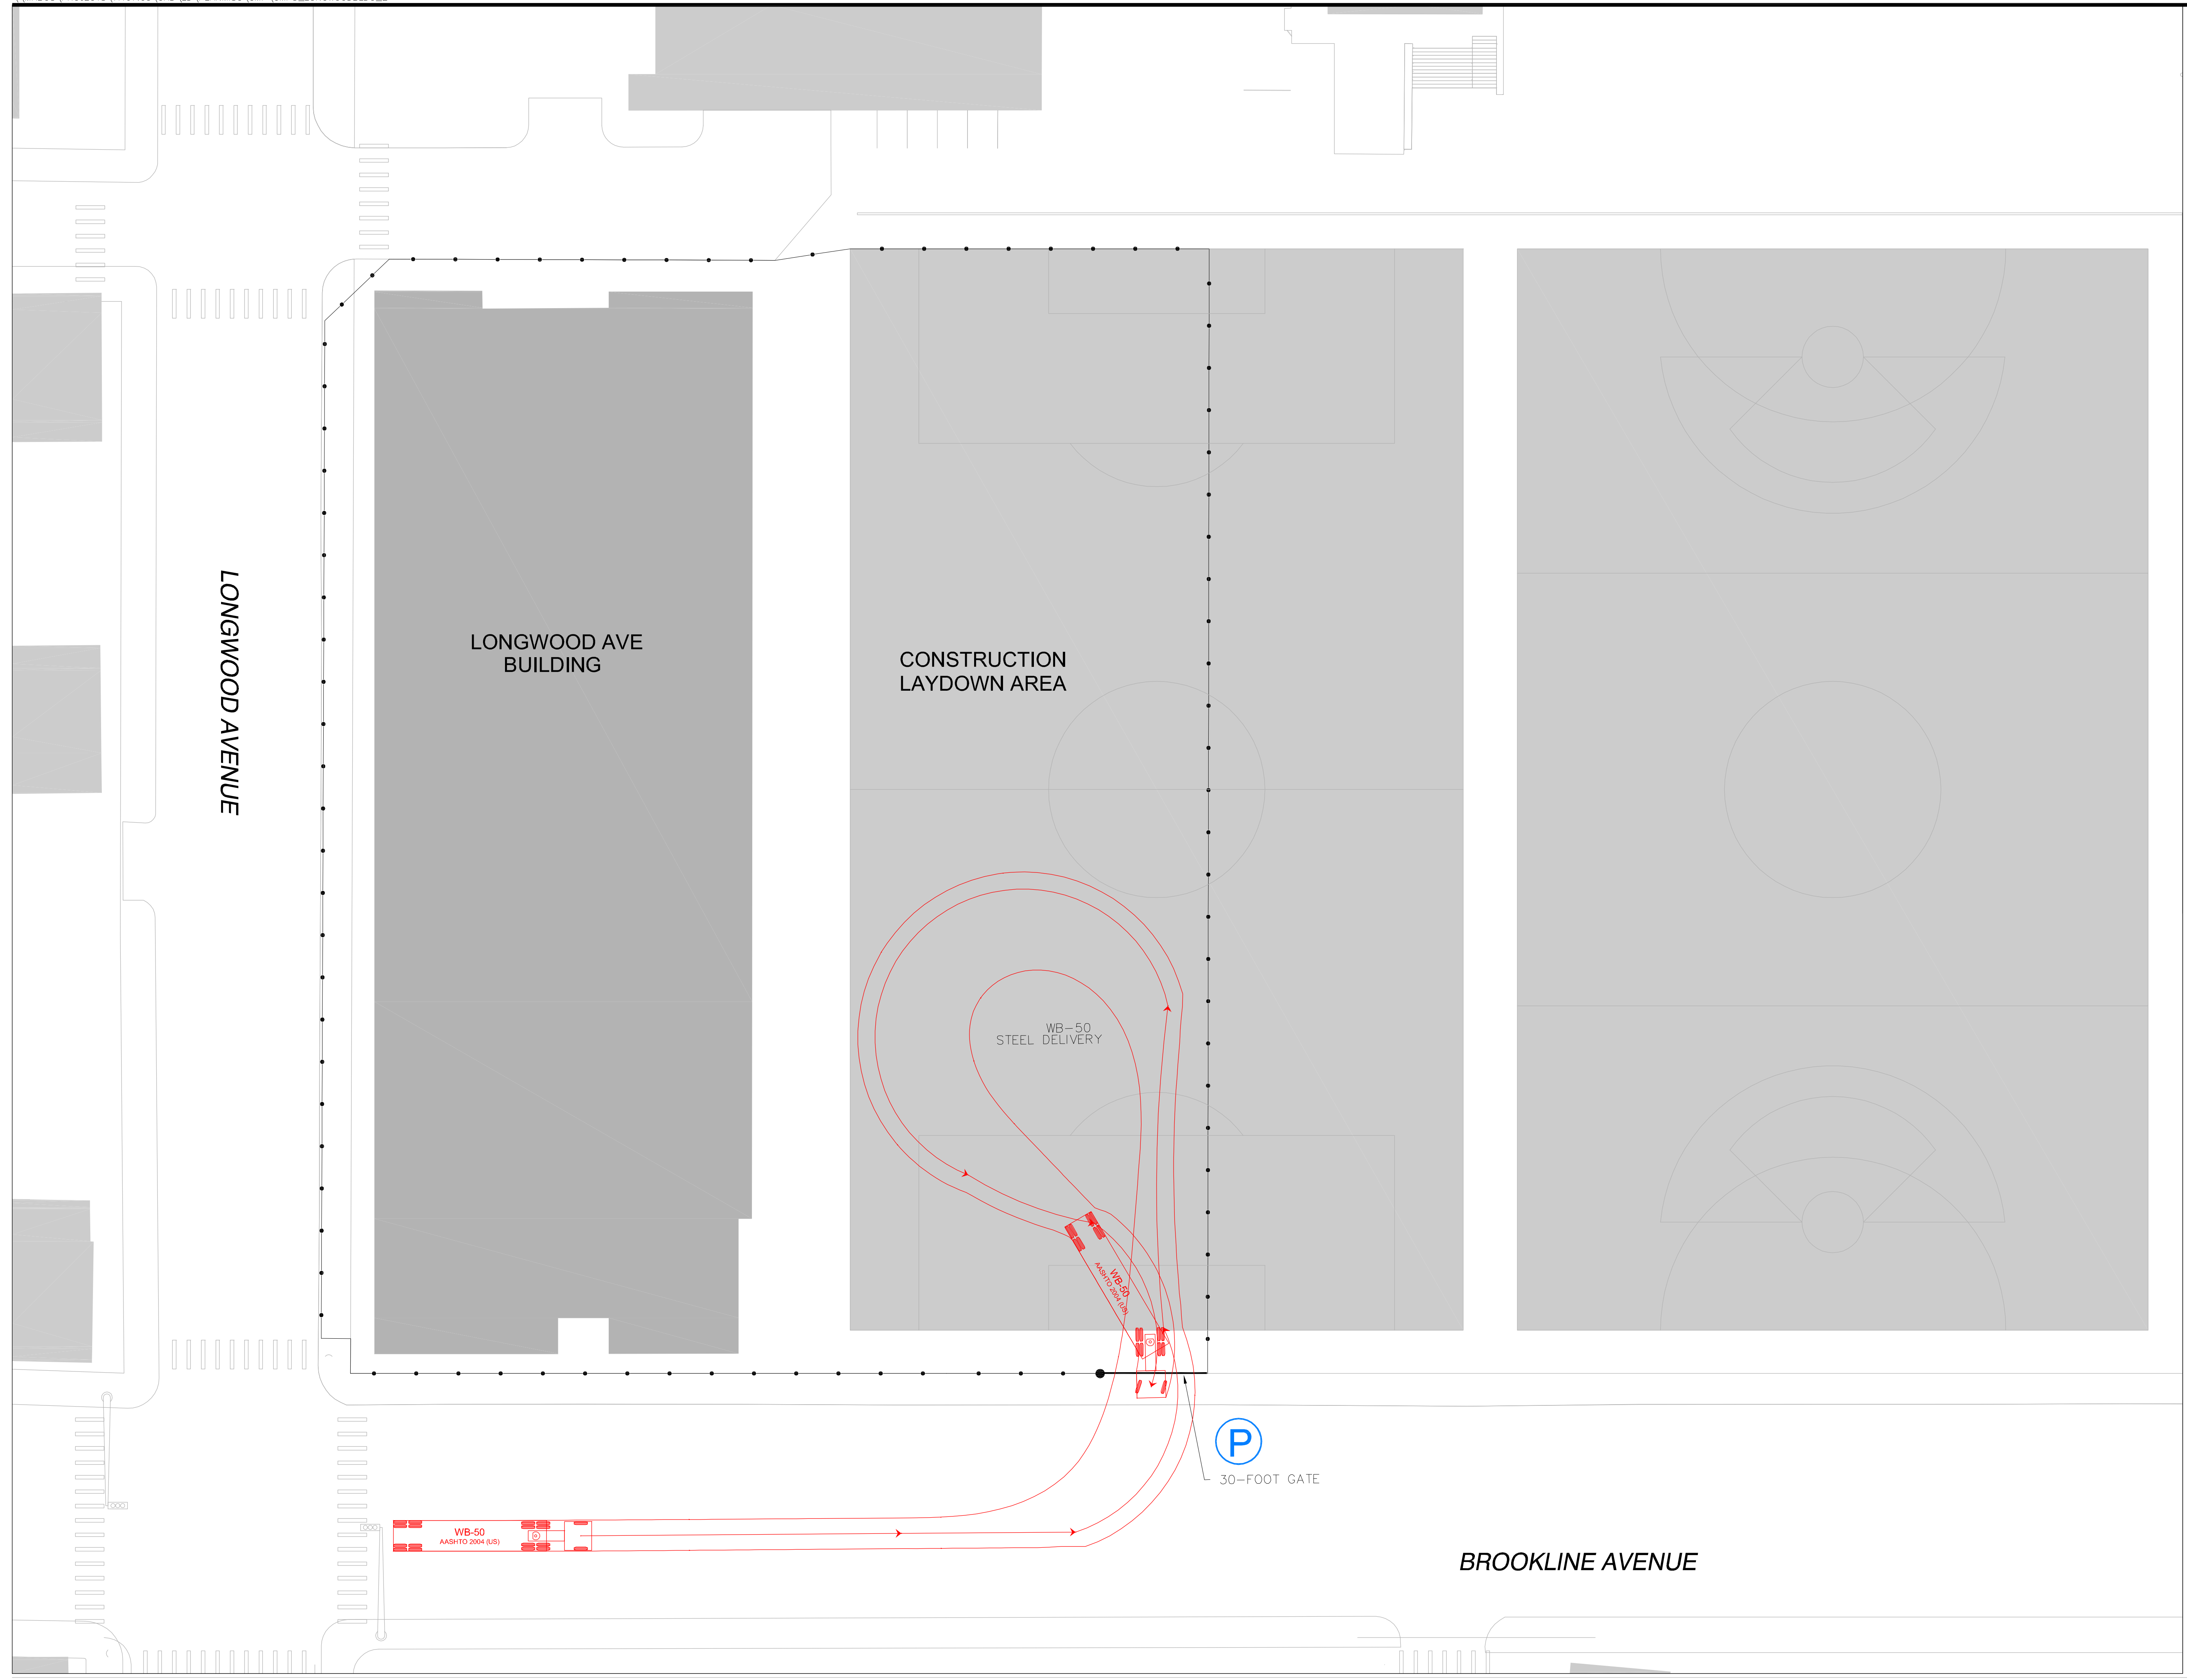 LONGWOOD AVENUE
LONGWOOD AVE
BUILDING
CONSTRUCTION
LAYDOWN AREA
WB-50
STEEL DELIVERY
WB-50
AASHTO 2004 (US)
P
30-FOOT GATE
WB-50
AASHTO 2004 (US)
BROOKLINE AVENUE